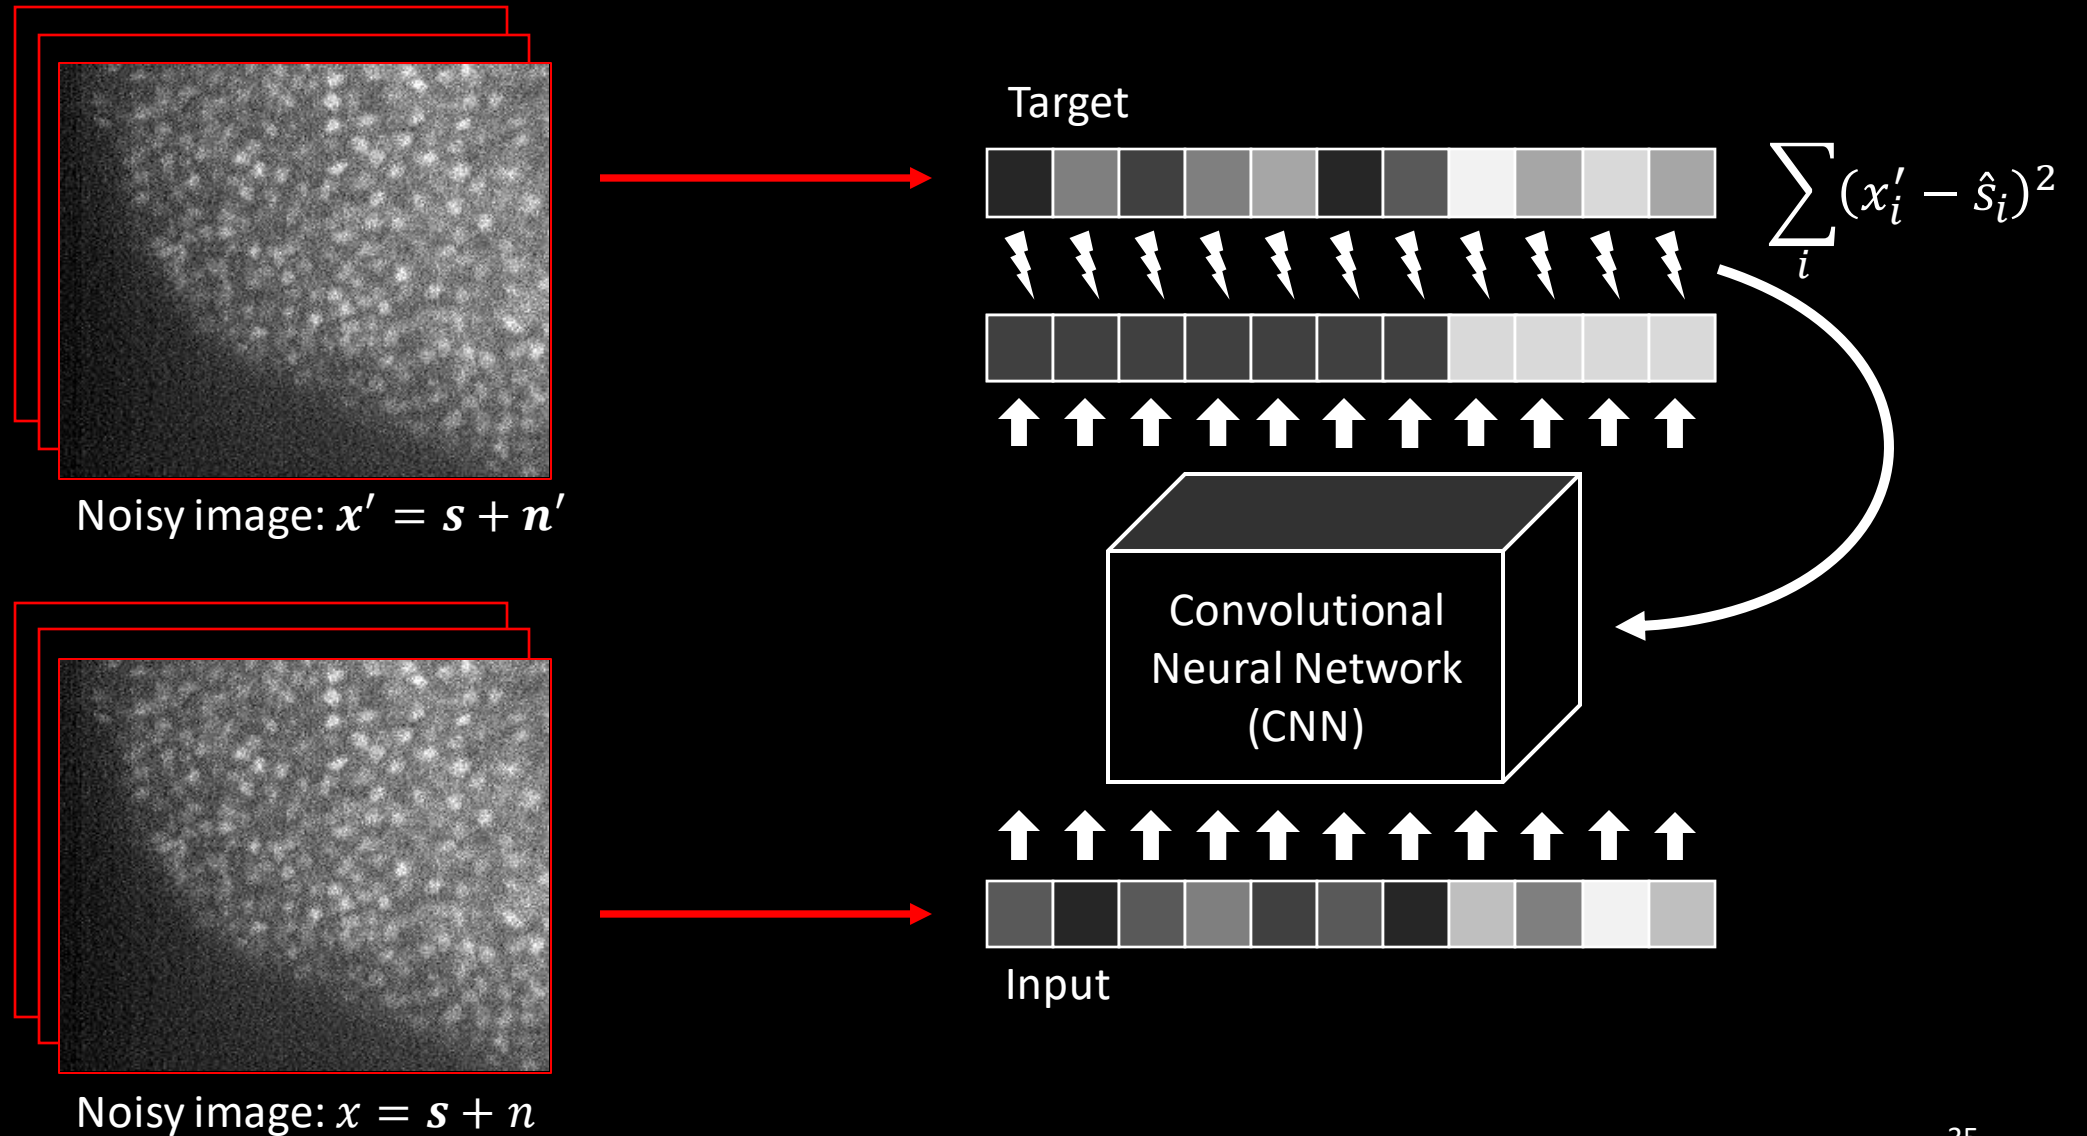 Target
∑ᵢ(x′ᵢ − ŝᵢ)²
Noisy image: x′ = s + n′
Convolutional
Neural Network
(CNN)
Input
Noisy image: x = s + n